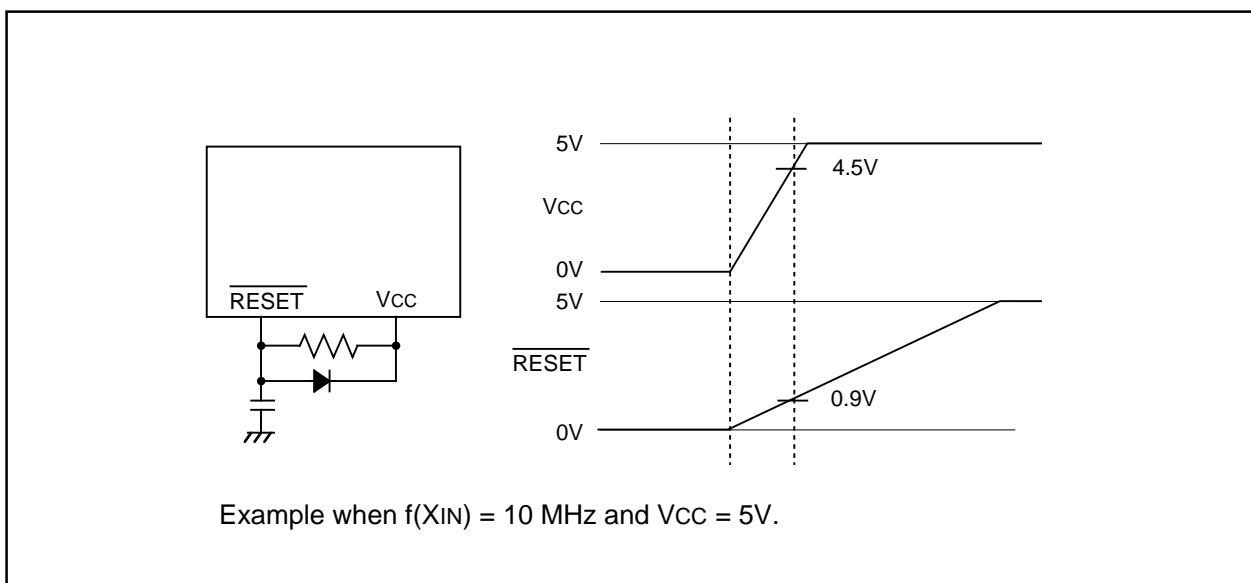 RESET
VCC
5V
4.5V
VCC
0V
5V
RESET
0.9V
0V
Example when f(XIN) = 10 MHz and VCC = 5V.